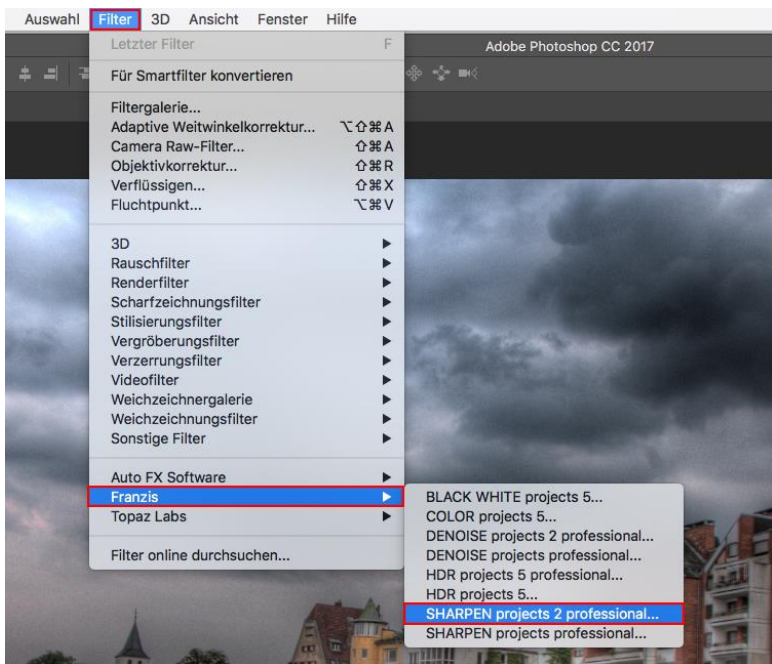 Auswahl Filter 3D Ansicht Fenster Hilfe
Adobe Photoshop CC 2017
Letzter Filter F
Für Smartfilter konvertieren
Filtergalerie...
Adaptive Weitwinkelkorrektur... ⌥⇧⌘A
Camera Raw-Filter... ⇧⌘A
Objektivkorrektur... ⇧⌘R
Verflüssigen... ⇧⌘X
Fluchtpunkt... ⌥⌘V
3D
Rauschfilter
Renderfilter
Scharfzeichnungsfilter
Stilisierungsfilter
Vergröberungsfilter
Verzerrungsfilter
Videofilter
Weichzeichnergalerie
Weichzeichnungsfilter
Sonstige Filter
Auto FX Software
Franzis
Topaz Labs
Filter online durchsuchen...
BLACK WHITE projects 5...
COLOR projects 5...
DENOISE projects 2 professional...
DENOISE projects professional...
HDR projects 5 professional...
HDR projects 5...
SHARPEN projects 2 professional...
SHARPEN projects professional...